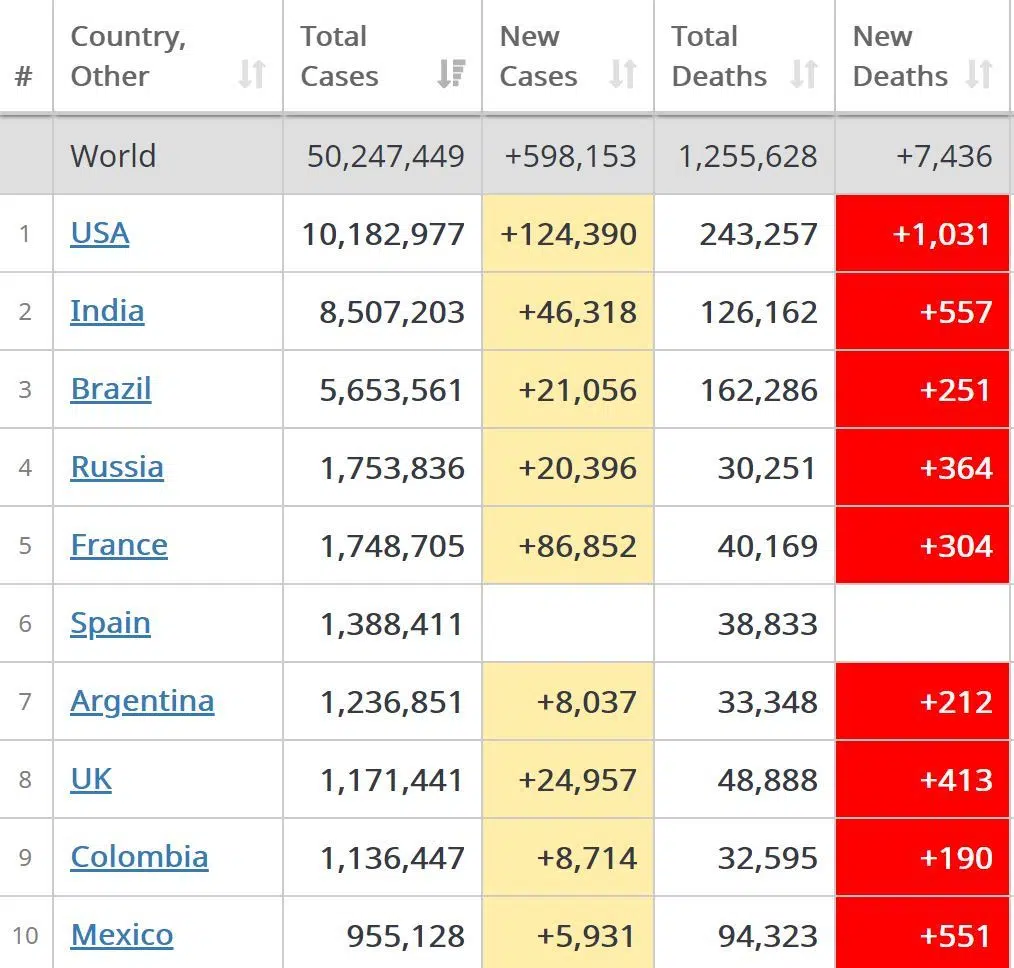 # Country, Other Total Cases New Cases Total Deaths New Deaths
World 50,247,449 +598,153 1,255,628 +7,436
1 USA 10,182,977 +124,390 243,257 +1,031
2 India 8,507,203 +46,318 126,162 +557
3 Brazil 5,653,561 +21,056 162,286 +251
4 Russia 1,753,836 +20,396 30,251 +364
5 France 1,748,705 +86,852 40,169 +304
6 Spain 1,388,411 38,833
7 Argentina 1,236,851 +8,037 33,348 +212
8 UK 1,171,441 +24,957 48,888 +413
9 Colombia 1,136,447 +8,714 32,595 +190
10 Mexico 955,128 +5,931 94,323 +551